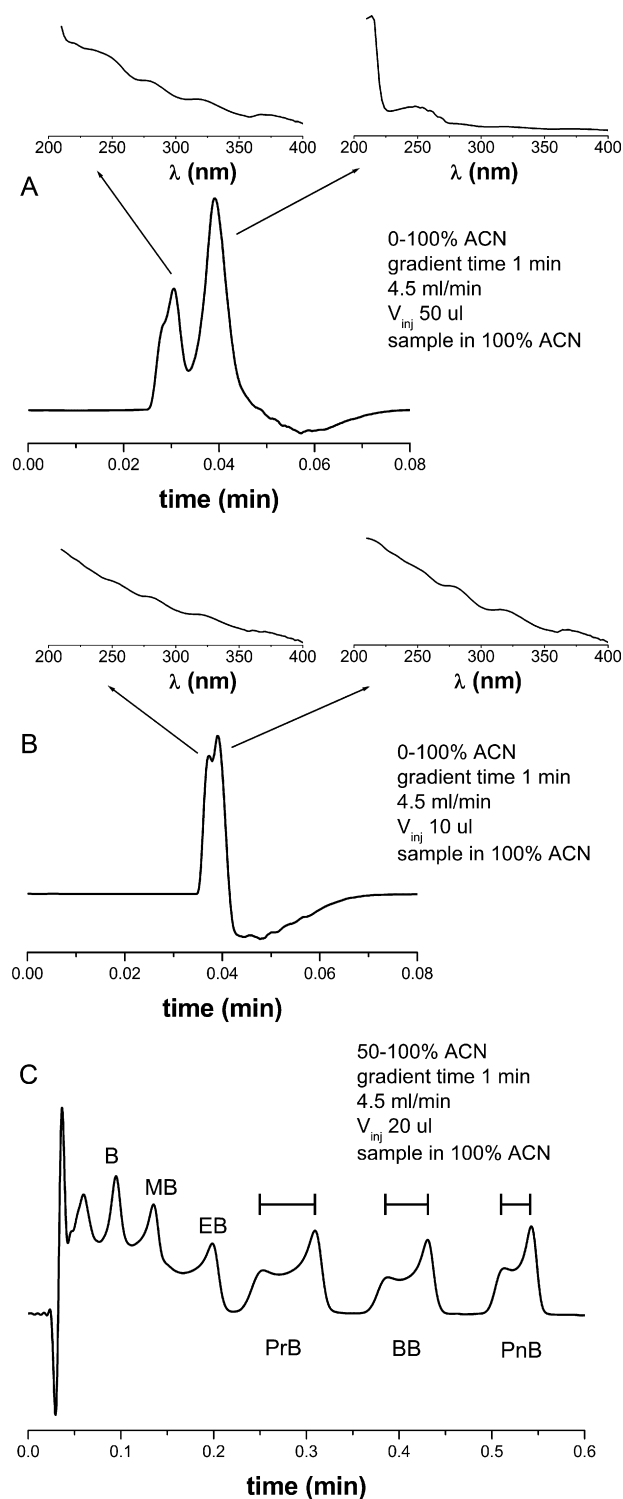 200 250 300 350 400
λ (nm)
200 250 300 350 400
λ (nm)
A
0-100% ACN
gradient time 1 min
4.5 ml/min
Vinj 50 ul
sample in 100% ACN
0.00 0.02 0.04 0.06 0.08
time (min)
200 250 300 350 400
λ (nm)
200 250 300 350 400
λ (nm)
B
0-100% ACN
gradient time 1 min
4.5 ml/min
Vinj 10 ul
sample in 100% ACN
0.00 0.02 0.04 0.06 0.08
time (min)
C
50-100% ACN
gradient time 1 min
4.5 ml/min
Vinj 20 ul
sample in 100% ACN
B
MB
EB
PrB BB PnB
0.0 0.1 0.2 0.3 0.4 0.5 0.6
time (min)